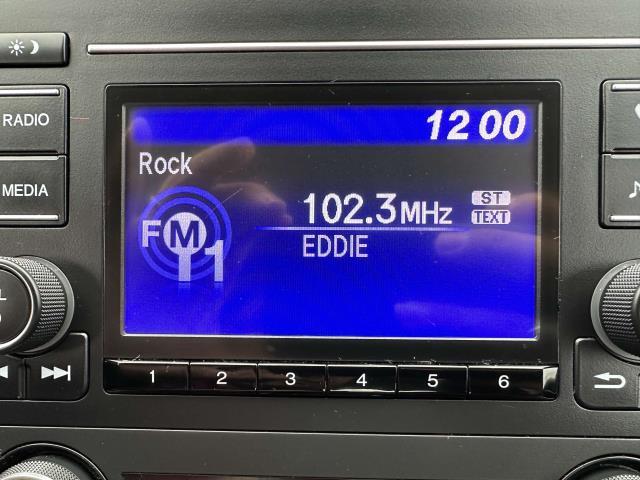 RADIO
MEDIA
12 00
Rock
FM1
102.3MHz
ST
TEXT
EDDIE
1 2 3 4 5 6